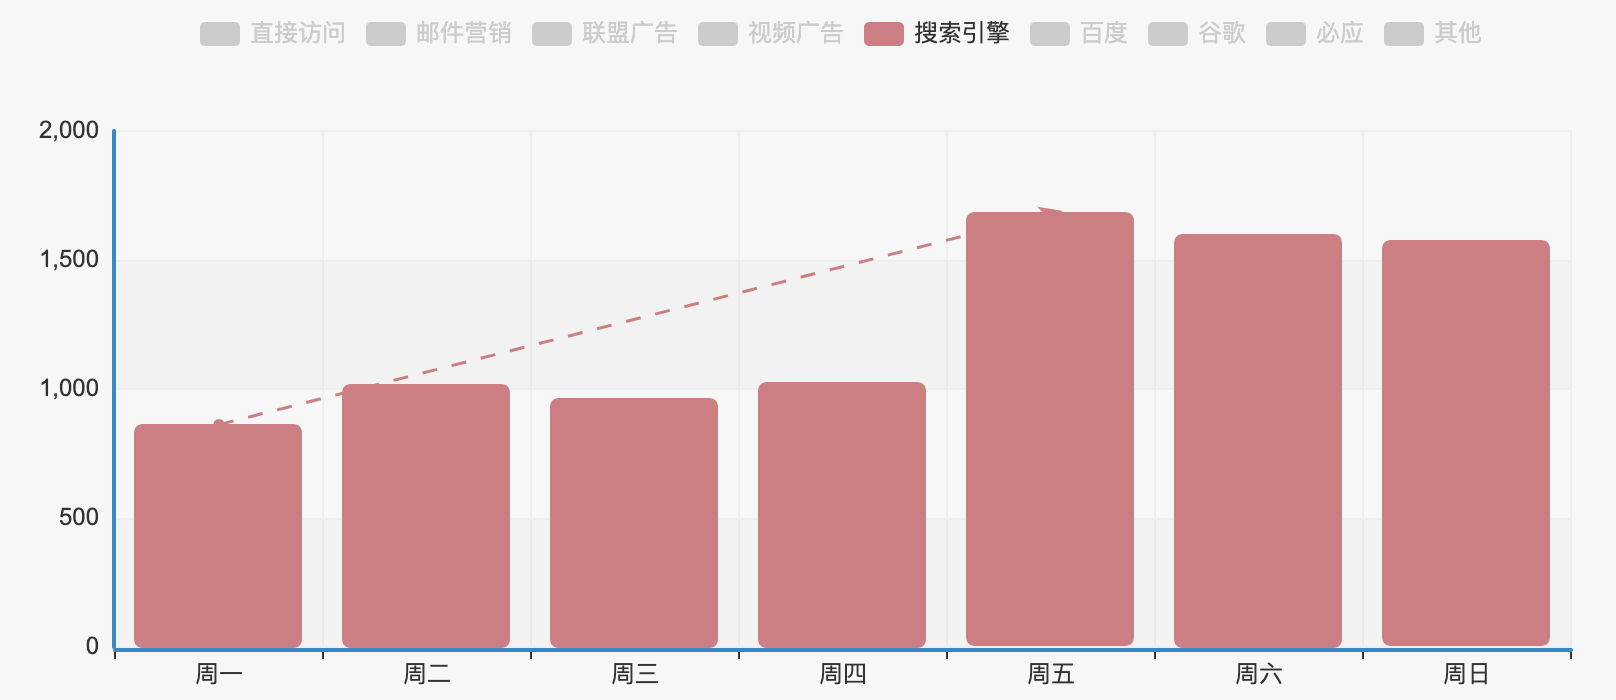 直接访问 邮件营销 联盟广告 视频广告 搜索引擎 百度 谷歌 必应 其他
2,000
1,500
1,000
500
0
周一 周二 周三 周四 周五 周六 周日